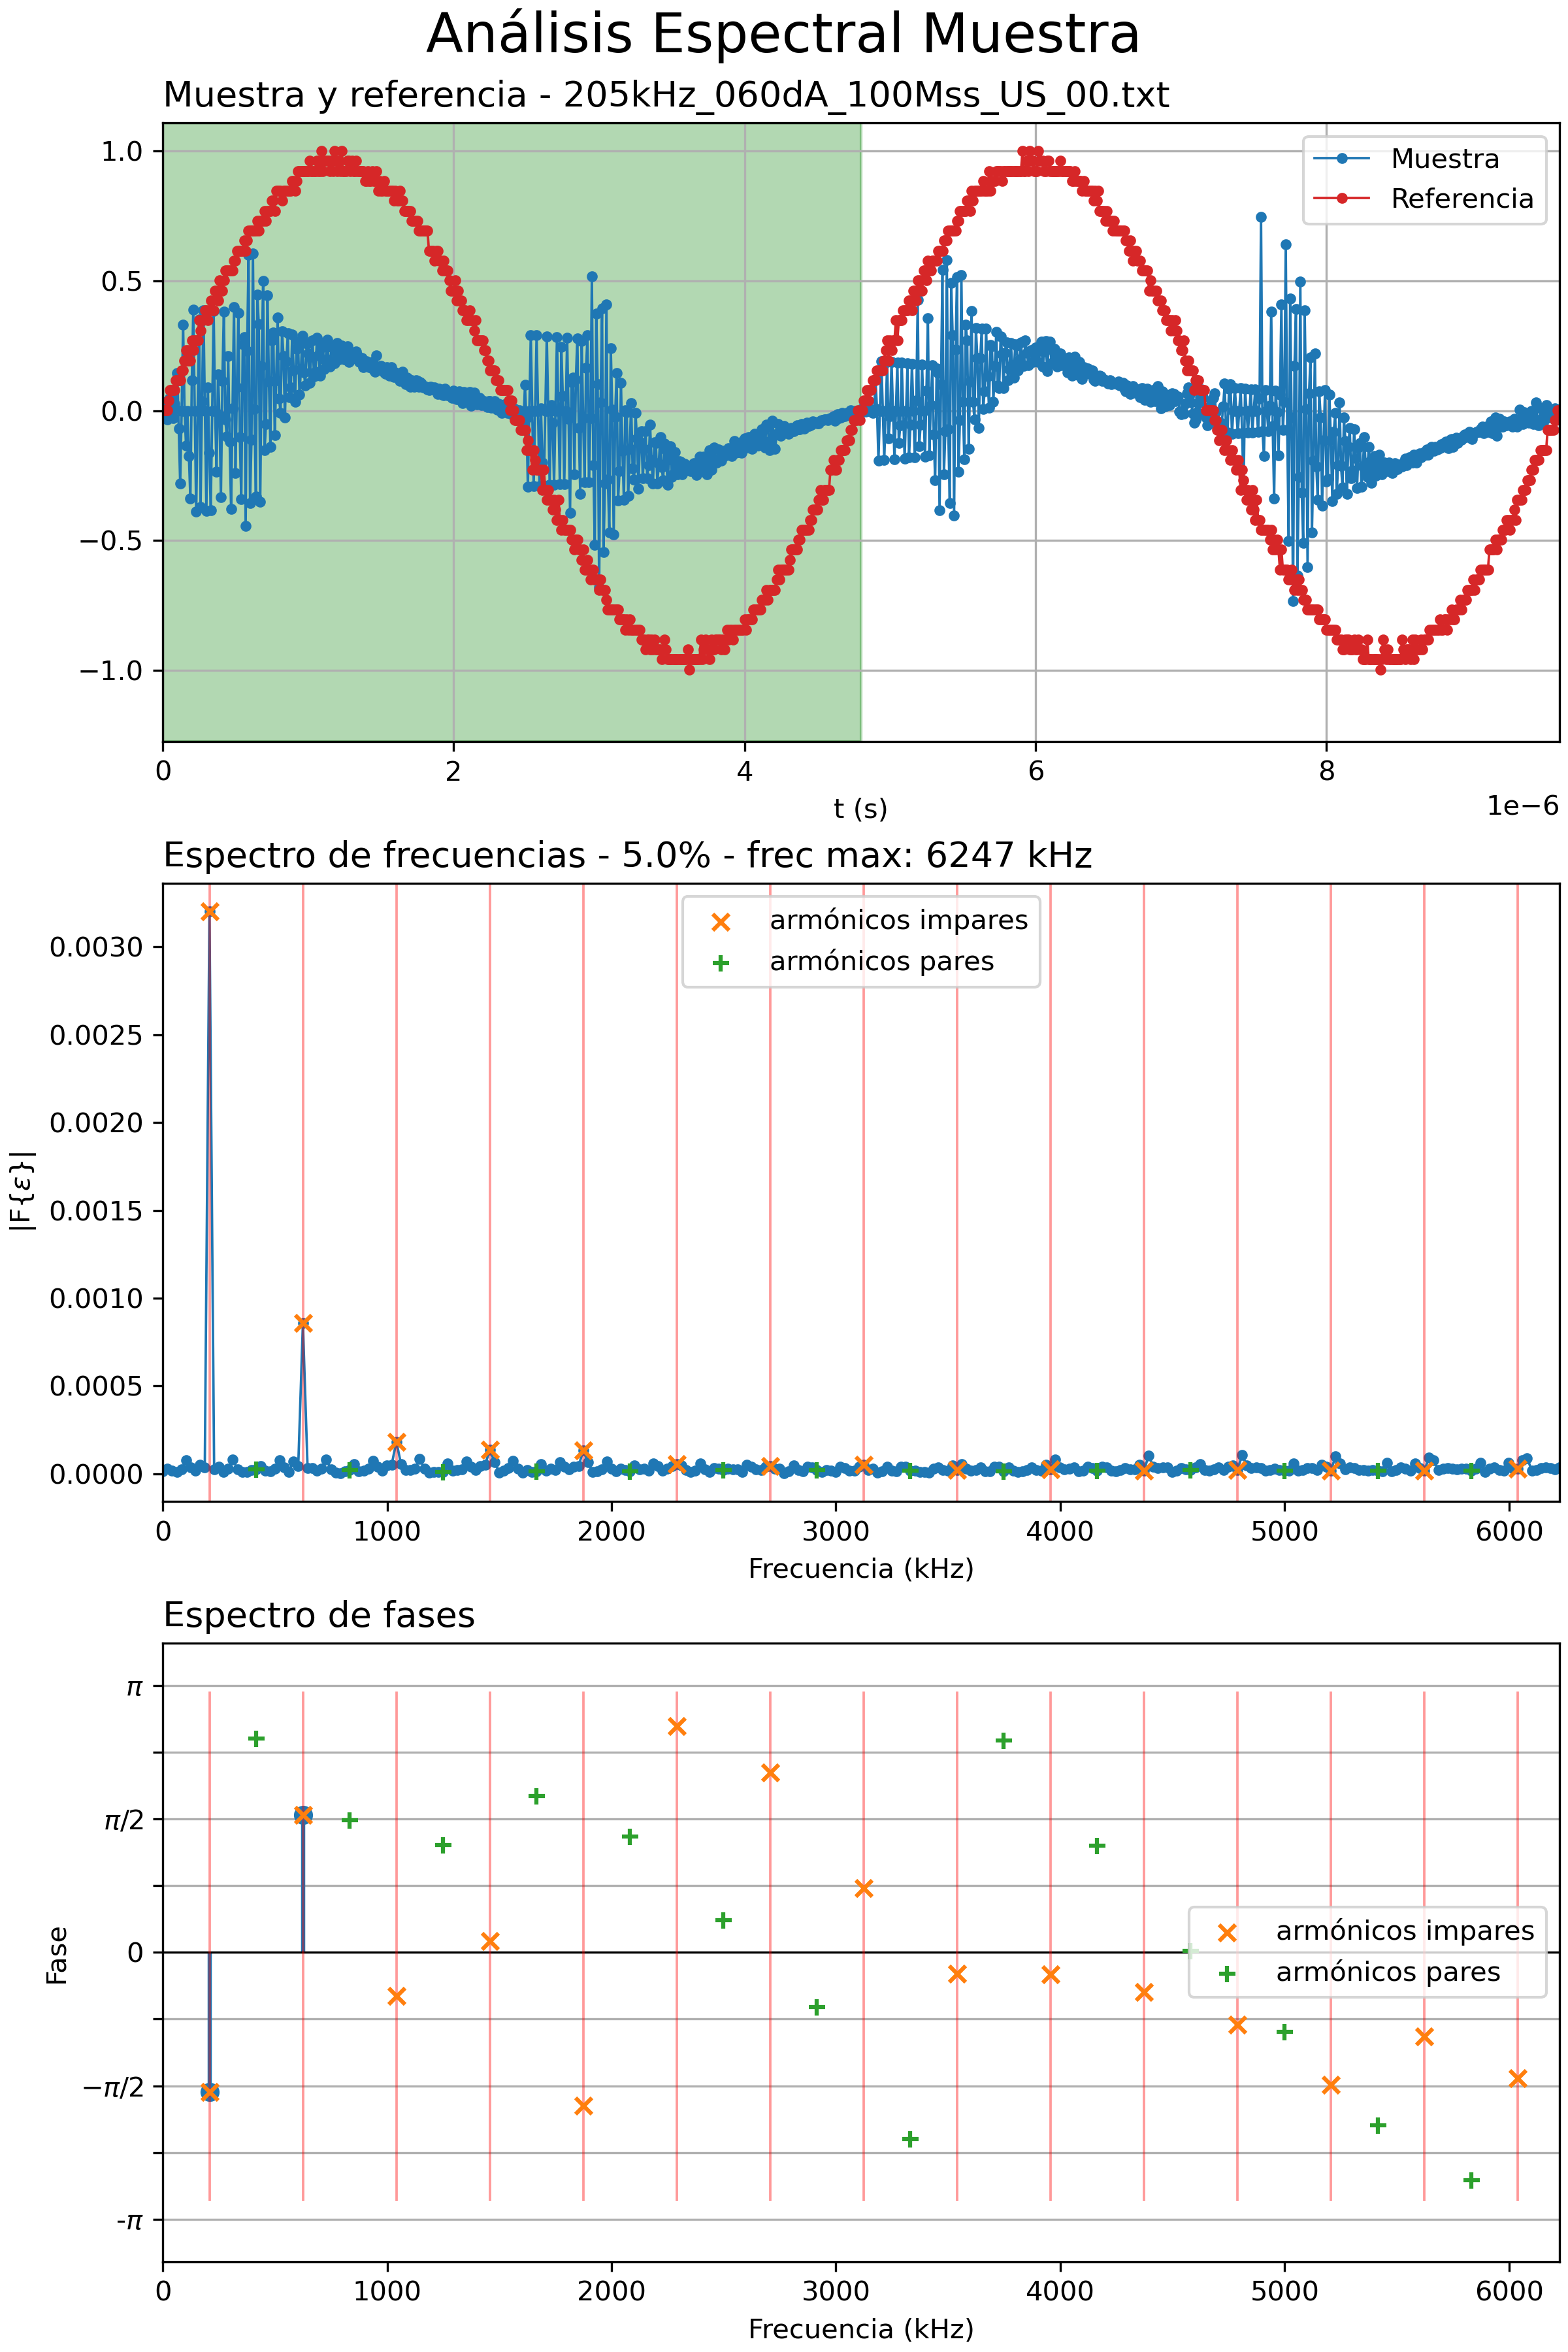 Análisis Espectral Muestra
Muestra y referencia - 205kHz_060dA_100Mss_US_00.txt
1.0
0.5
0.0
−0.5
−1.0
Muestra
Referencia
0 2 4 6 8
t (s)
1e−6
Espectro de frecuencias - 5.0% - frec max: 6247 kHz
|F{ε}|
0.0030
0.0025
0.0020
0.0015
0.0010
0.0005
0.0000
armónicos impares
armónicos pares
0 1000 2000 3000 4000 5000 6000
Frecuencia (kHz)
Espectro de fases
Fase
π
π/2
0
−π/2
-π
armónicos impares
armónicos pares
0 1000 2000 3000 4000 5000 6000
Frecuencia (kHz)